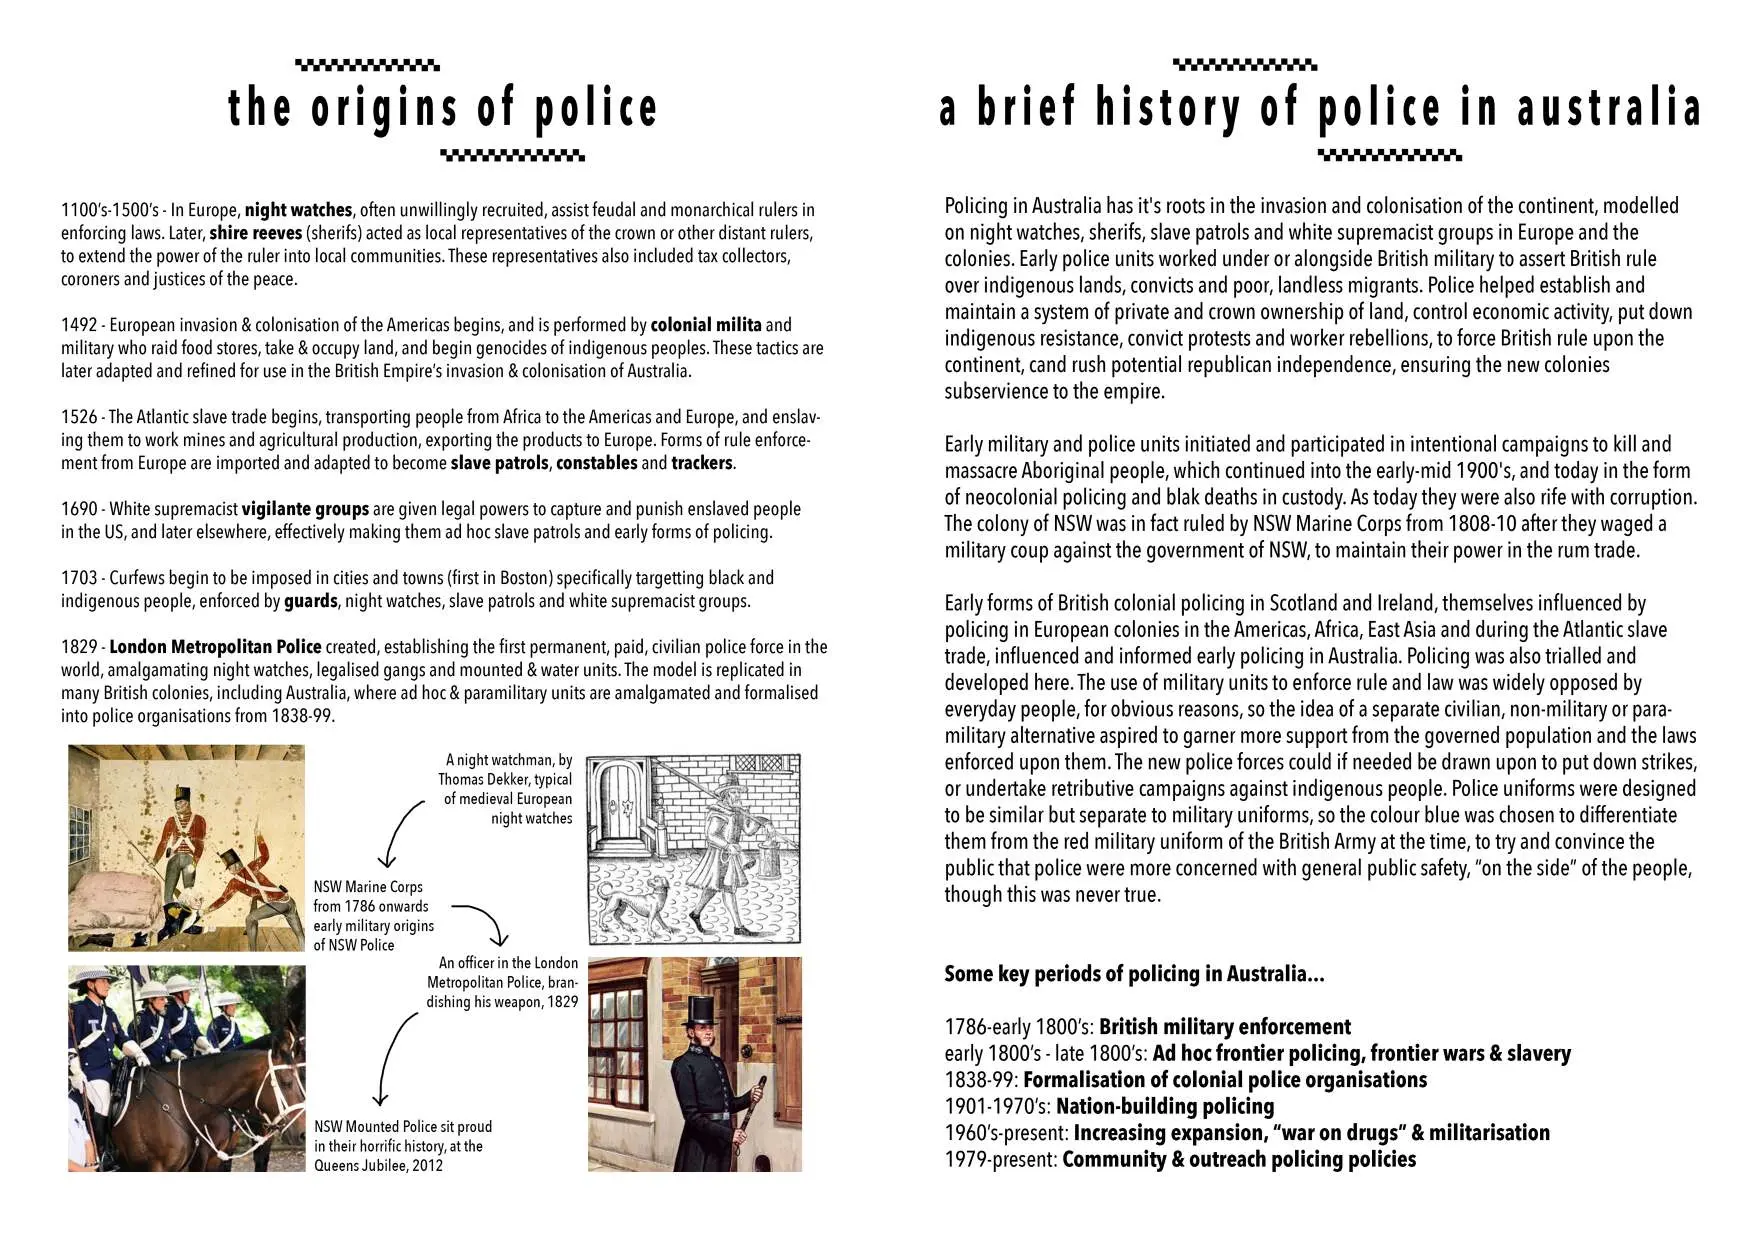 the origins of police
1100's-1500's - In Europe, night watches, often unwillingly recruited, assist feudal and monarchical rulers in
enforcing laws. Later, shire reeves (sherifs) acted as local representatives of the crown or other distant rulers,
to extend the power of the ruler into local communities. These representatives also included tax collectors,
coroners and justices of the peace.
1492 - European invasion & colonisation of the Americas begins, and is performed by colonial milita and
military who raid food stores, take & occupy land, and begin genocides of indigenous peoples. These tactics are
later adapted and refined for use in the British Empire's invasion & colonisation of Australia.
1526 - The Atlantic slave trade begins, transporting people from Africa to the Americas and Europe, and enslav-
ing them to work mines and agricultural production, exporting the products to Europe. Forms of rule enforce-
ment from Europe are imported and adapted to become slave patrols, constables and trackers.
1690 - White supremacist vigilante groups are given legal powers to capture and punish enslaved people
in the US, and later elsewhere, effectively making them ad hoc slave patrols and early forms of policing.
1703 - Curfews begin to be imposed in cities and towns (first in Boston) specifically targetting black and
indigenous people, enforced by guards, night watches, slave patrols and white supremacist groups.
1829 - London Metropolitan Police created, establishing the first permanent, paid, civilian police force in the
world, amalgamating night watches, legalised gangs and mounted & water units. The model is replicated in
many British colonies, including Australia, where ad hoc & paramilitary units are amalgamated and formalised
into police organisations from 1838-99.
A night watchman, by
Thomas Dekker, typical
of medieval European
night watches
NSW Marine Corps
from 1786 onwards
early military origins
of NSW Police
An officer in the London
Metropolitan Police, bran-
dishing his weapon, 1829
NSW Mounted Police sit proud
in their horrific history, at the
Queens Jubilee, 2012
a brief history of police in australia
Policing in Australia has it's roots in the invasion and colonisation of the continent, modelled
on night watches, sherifs, slave patrols and white supremacist groups in Europe and the
colonies. Early police units worked under or alongside British military to assert British rule
over indigenous lands, convicts and poor, landless migrants. Police helped establish and
maintain a system of private and crown ownership of land, control economic activity, put down
indigenous resistance, convict protests and worker rebellions, to force British rule upon the
continent, cand rush potential republican independence, ensuring the new colonies
subservience to the empire.
Early military and police units initiated and participated in intentional campaigns to kill and
massacre Aboriginal people, which continued into the early-mid 1900's, and today in the form
of neocolonial policing and blak deaths in custody. As today they were also rife with corruption.
The colony of NSW was in fact ruled by NSW Marine Corps from 1808-10 after they waged a
military coup against the government of NSW, to maintain their power in the rum trade.
Early forms of British colonial policing in Scotland and Ireland, themselves influenced by
policing in European colonies in the Americas, Africa, East Asia and during the Atlantic slave
trade, influenced and informed early policing in Australia. Policing was also trialled and
developed here. The use of military units to enforce rule and law was widely opposed by
everyday people, for obvious reasons, so the idea of a separate civilian, non-military or para-
military alternative aspired to garner more support from the governed population and the laws
enforced upon them. The new police forces could if needed be drawn upon to put down strikes,
or undertake retributive campaigns against indigenous people. Police uniforms were designed
to be similar but separate to military uniforms, so the colour blue was chosen to differentiate
them from the red military uniform of the British Army at the time, to try and convince the
public that police were more concerned with general public safety, "on the side" of the people,
though this was never true.
Some key periods of policing in Australia...
1786-early 1800's: British military enforcement
early 1800's - late 1800's: Ad hoc frontier policing, frontier wars & slavery
1838-99: Formalisation of colonial police organisations
1901-1970's: Nation-building policing
1960's-present: Increasing expansion, "war on drugs" & militarisation
1979-present: Community & outreach policing policies